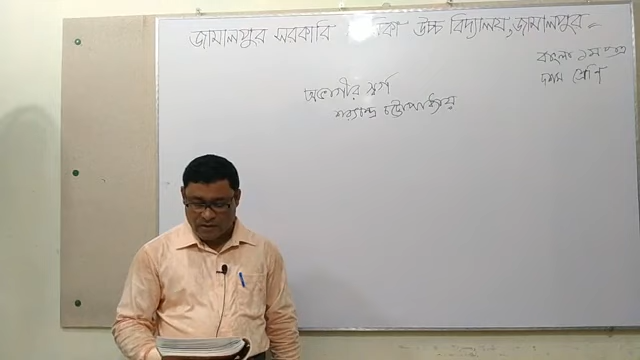 জামালপুর সরকারি বালিকা উচ্চ বিদ্যালয়, জামালপুর।
বাংলা ১ম পত্র
দশম শ্রেণি
অভাগীর স্বর্গ
শরৎচন্দ্র চট্টোপাধ্যায়